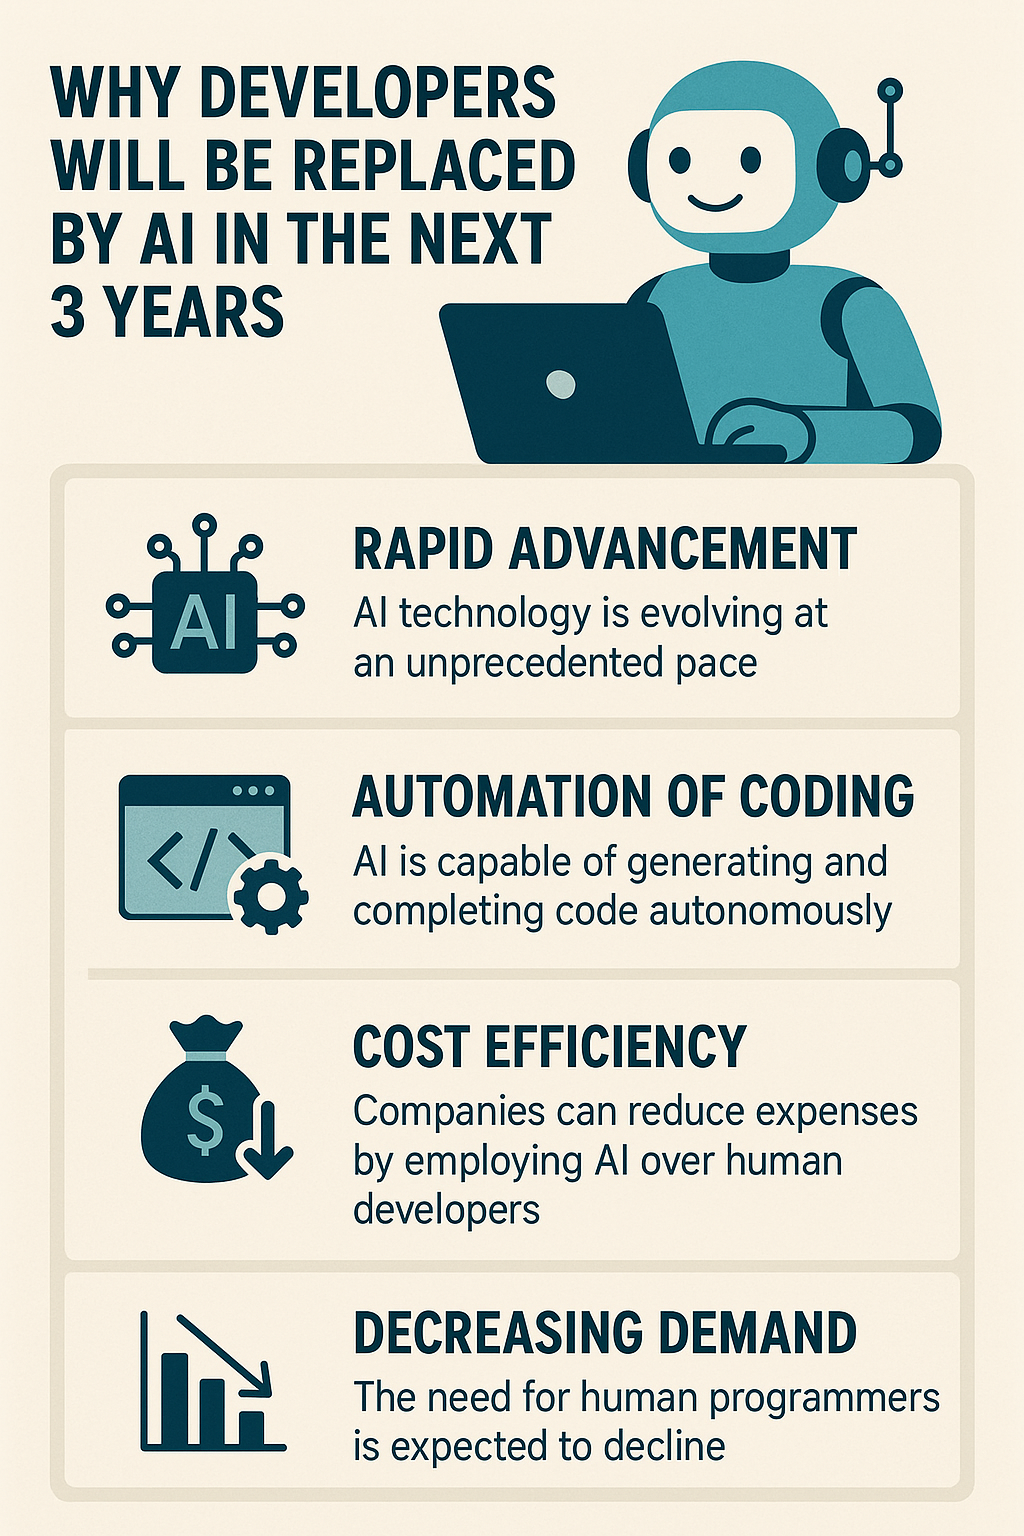 WHY DEVELOPERS
WILL BE REPLACED
BY AI IN THE NEXT
3 YEARS
AI
RAPID ADVANCEMENT
AI technology is evolving at
an unprecedented pace
</>
AUTOMATION OF CODING
AI is capable of generating and
completing code autonomously
$
COST EFFICIENCY
Companies can reduce expenses
by employing AI over human
developers
DECREASING DEMAND
The need for human programmers
is expected to decline